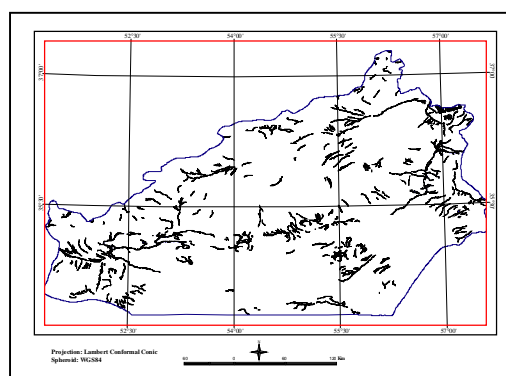 52°30' 54°00' 55°30' 57°00'
37°00' 37°00'
35°30' 35°30'
52°30' 54°00' 55°30' 57°00'
Projection: Lambert Conformal Conic
Spheroid: WGS84
60 0 60 120 Km